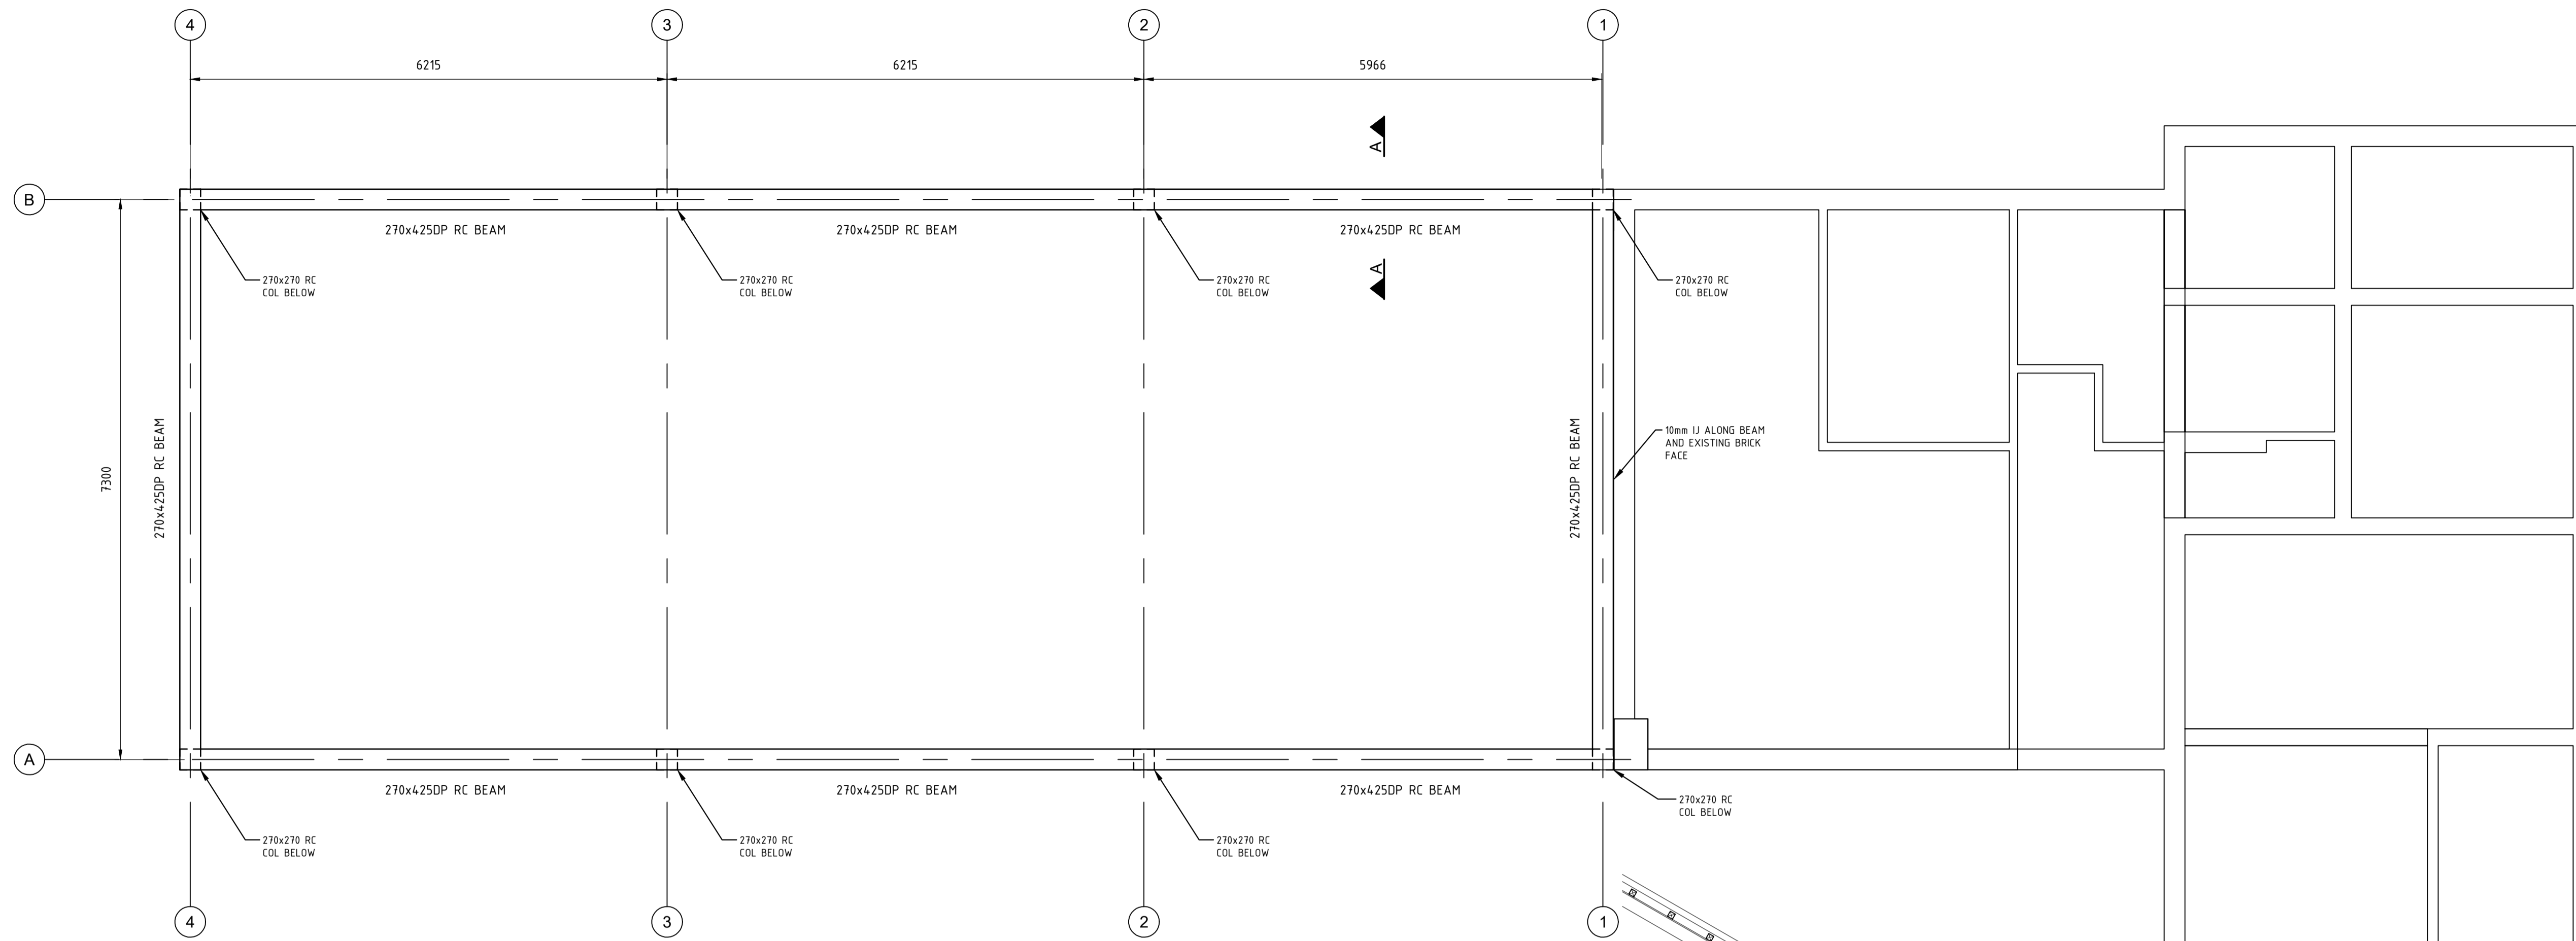 4
3
2
1
6215
6215
5966
A
B
270x425DP RC BEAM
270x425DP RC BEAM
270x425DP RC BEAM
A
270x270 RC
COL BELOW
270x270 RC
COL BELOW
270x270 RC
COL BELOW
270x270 RC
COL BELOW
7300
270x425DP RC BEAM
270x425DP RC BEAM
10mm IJ ALONG BEAM
AND EXISTING BRICK
FACE
A
270x425DP RC BEAM
270x425DP RC BEAM
270x425DP RC BEAM
270x270 RC
COL BELOW
270x270 RC
COL BELOW
270x270 RC
COL BELOW
270x270 RC
COL BELOW
4
3
2
1